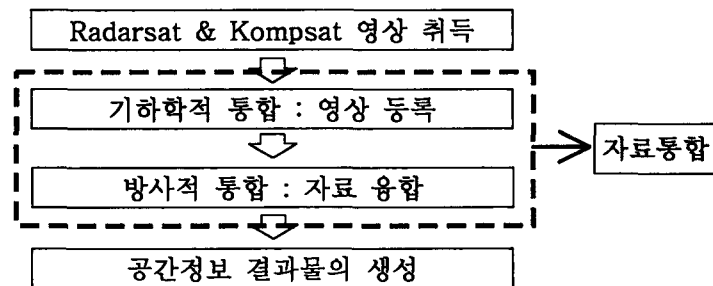 Radarsat & Kompsat 영상 취득
기하학적 통합 : 영상 등록
자료통합
방사적 통합 : 자료 융합
공간정보 결과물의 생성